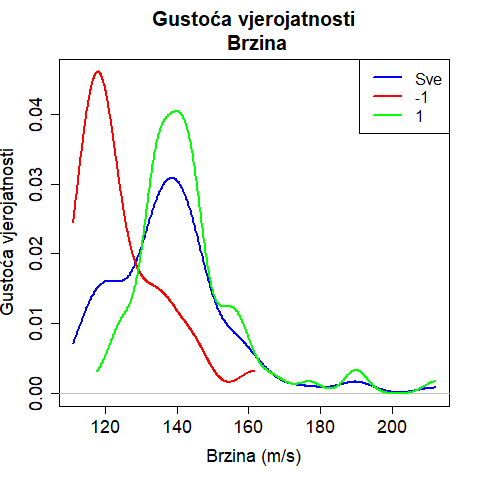 Gustoća vjerojatnosti
Brzina
Sve
-1
1
Gustoća vjerojatnosti
0.04
0.03
0.02
0.01
0.00
120
140
160
180
200
Brzina (m/s)